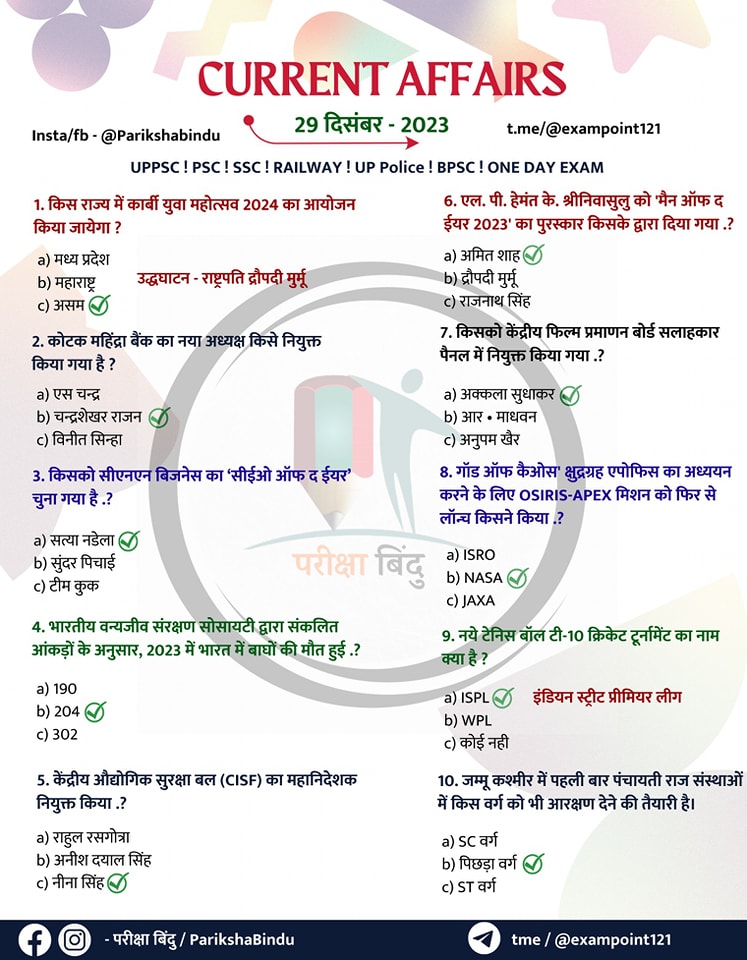 CURRENT AFFAIRS
Insta/fb - @Parikshabindu
29 दिसंबर - 2023
t.me/@exampoint121
UPPSC ! PSC ! SSC ! RAILWAY ! UP Police ! BPSC ! ONE DAY EXAM
1. किस राज्य में कार्बी युवा महोत्सव 2024 का आयोजन
किया जायेगा ?
a) मध्य प्रदेश
b) महाराष्ट्र
उद्धघाटन - राष्ट्रपति द्रौपदी मुर्मू
c) असम
2. कोटक महिंद्रा बैंक का नया अध्यक्ष किसे नियुक्त
किया गया है ?
a) एस चन्द्र
b) चन्द्रशेखर राजन
c) विनीत सिन्हा
3. किसको सीएनएन बिजनेस का ‘सीईओ ऑफ द ईयर’
चुना गया है .?
a) सत्या नडेला
b) सुंदर पिचाई
c) टीम कुक
4. भारतीय वन्यजीव संरक्षण सोसायटी द्वारा संकलित
आंकड़ों के अनुसार, 2023 में भारत में बाघों की मौत हुई .?
a) 190
b) 204
c) 302
5. केंद्रीय औद्योगिक सुरक्षा बल (CISF) का महानिदेशक
नियुक्त किया .?
a) राहुल रसगोत्रा
b) अनीश दयाल सिंह
c) नीना सिंह
6. एल. पी. हेमंत के. श्रीनिवासुलु को 'मैन ऑफ द
ईयर 2023' का पुरस्कार किसके द्वारा दिया गया .?
a) अमित शाह
b) द्रौपदी मुर्मू
c) राजनाथ सिंह
7. किसको केंद्रीय फिल्म प्रमाणन बोर्ड सलाहकार
पैनल में नियुक्त किया गया .?
a) अक्कला सुधाकर
b) आर • माधवन
c) अनुपम खैर
8. गॉड ऑफ कैओस' क्षुद्रग्रह एपोफिस का अध्ययन
करने के लिए OSIRIS-APEX मिशन को फिर से
लॉन्च किसने किया .?
a) ISRO
b) NASA
c) JAXA
9. नये टेनिस बॉल टी-10 क्रिकेट टूर्नामेंट का नाम
क्या है ?
a) ISPL इंडियन स्ट्रीट प्रीमियर लीग
b) WPL
c) कोई नही
10. जम्मू कश्मीर में पहली बार पंचायती राज संस्थाओं
में किस वर्ग को भी आरक्षण देने की तैयारी है।
a) SC वर्ग
b) पिछड़ा वर्ग
c) ST वर्ग
परीक्षा बिंदु
- परीक्षा बिंदु / ParikshaBindu
tme / @exampoint121